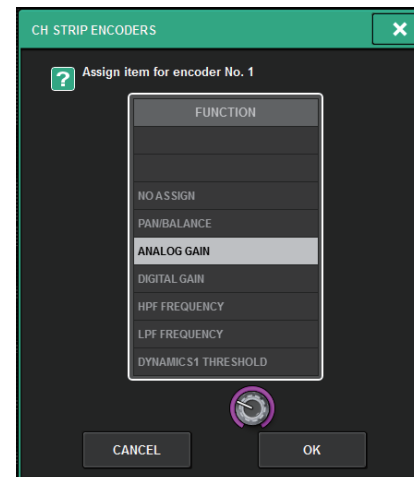 CH STRIP ENCODERS
Assign item for encoder No. 1
FUNCTION
NO ASSIGN
PAN/BALANCE
ANALOG GAIN
DIGITAL GAIN
HPF FREQUENCY
LPF FREQUENCY
DYNAMICS1 THRESHOLD
CANCEL OK